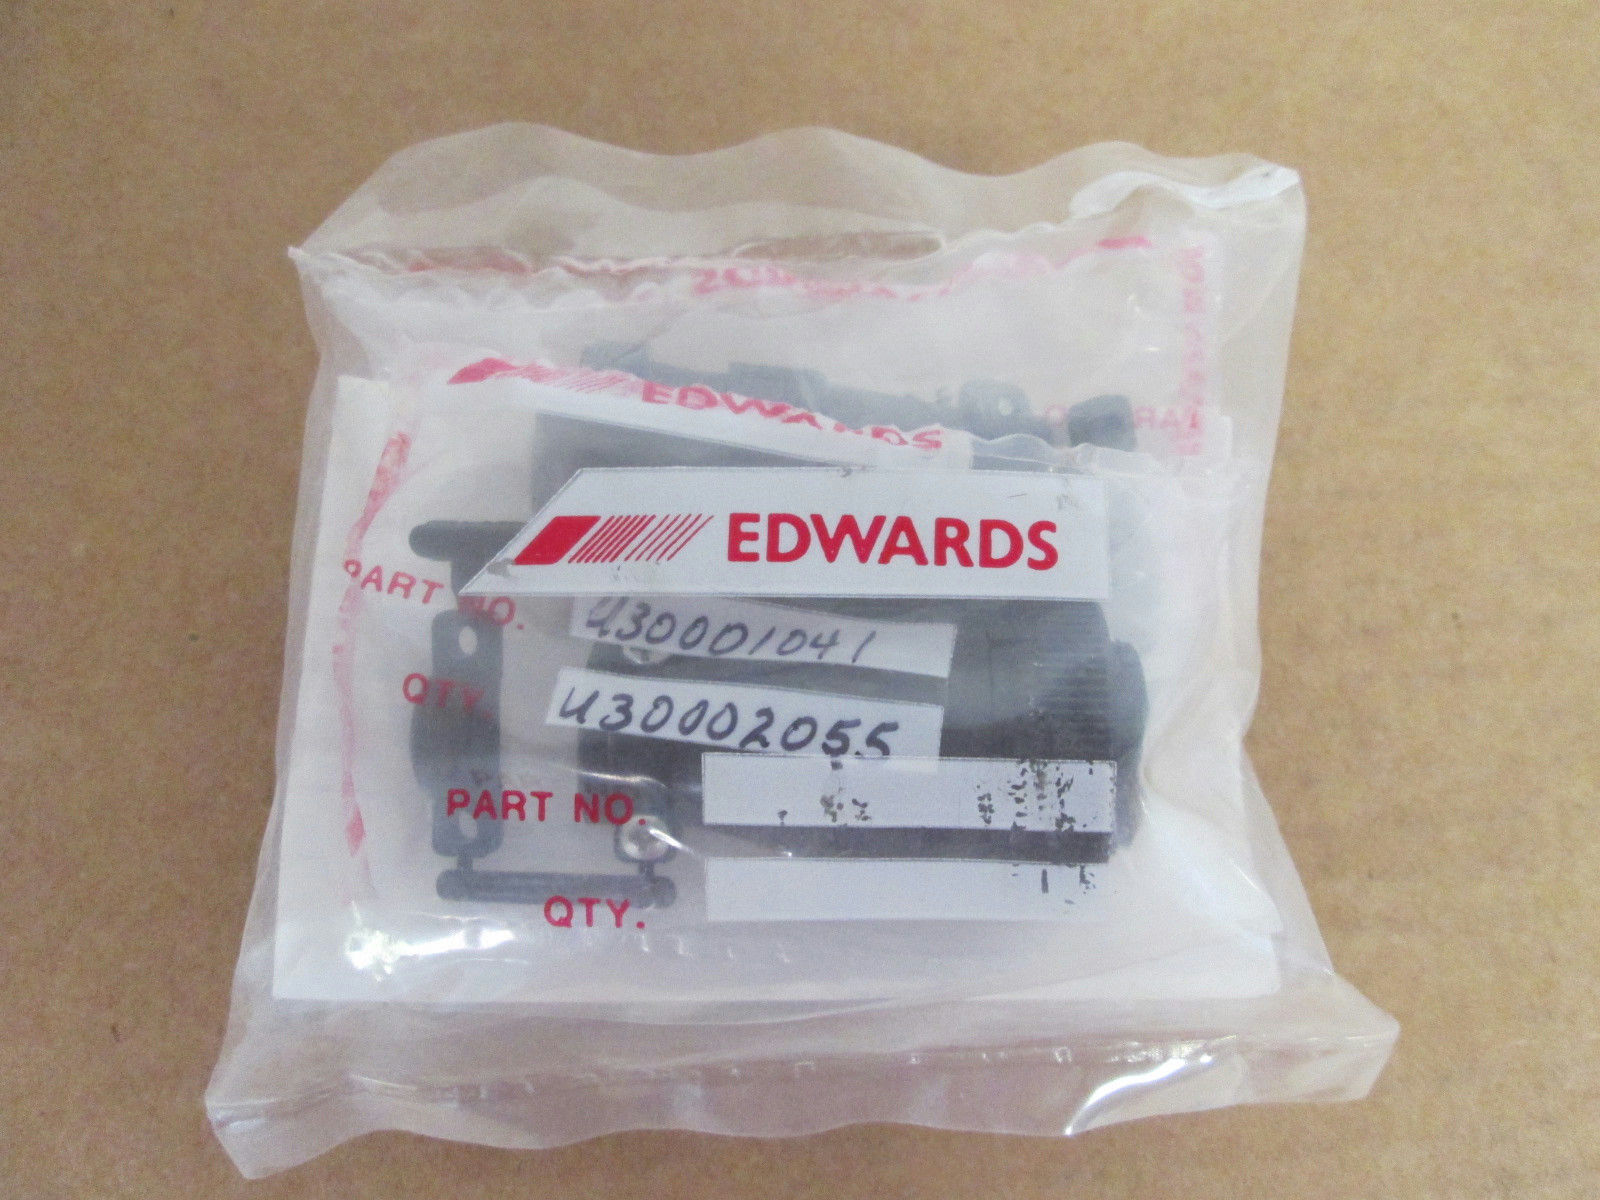 EDWARDS
EDWARDS
PART NO.
U30001041
QTY.
U30002055
PART NO.
QTY.